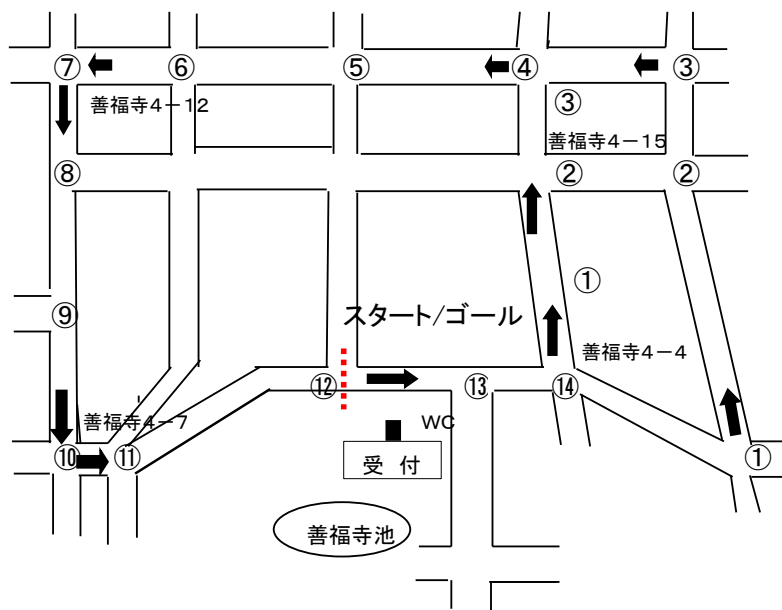 ⑦ ⑥ ⑤ ④ ③
善福寺4-12
③
善福寺4-15
⑧ ② ②
①
⑨
スタート/ゴール
善福寺4-4
⑫ ⑬ ⑭
善福寺4-7
WC
⑩ ⑪ ①
受 付
善福寺池